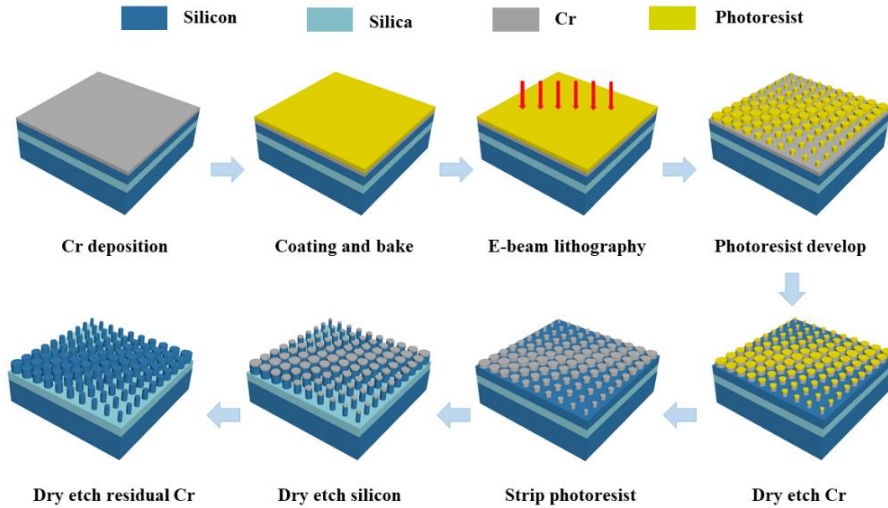 Silicon
Silica
Cr
Photoresist
Cr deposition
Coating and bake
E-beam lithography
Photoresist develop
Dry etch residual Cr
Dry etch silicon
Strip photoresist
Dry etch Cr